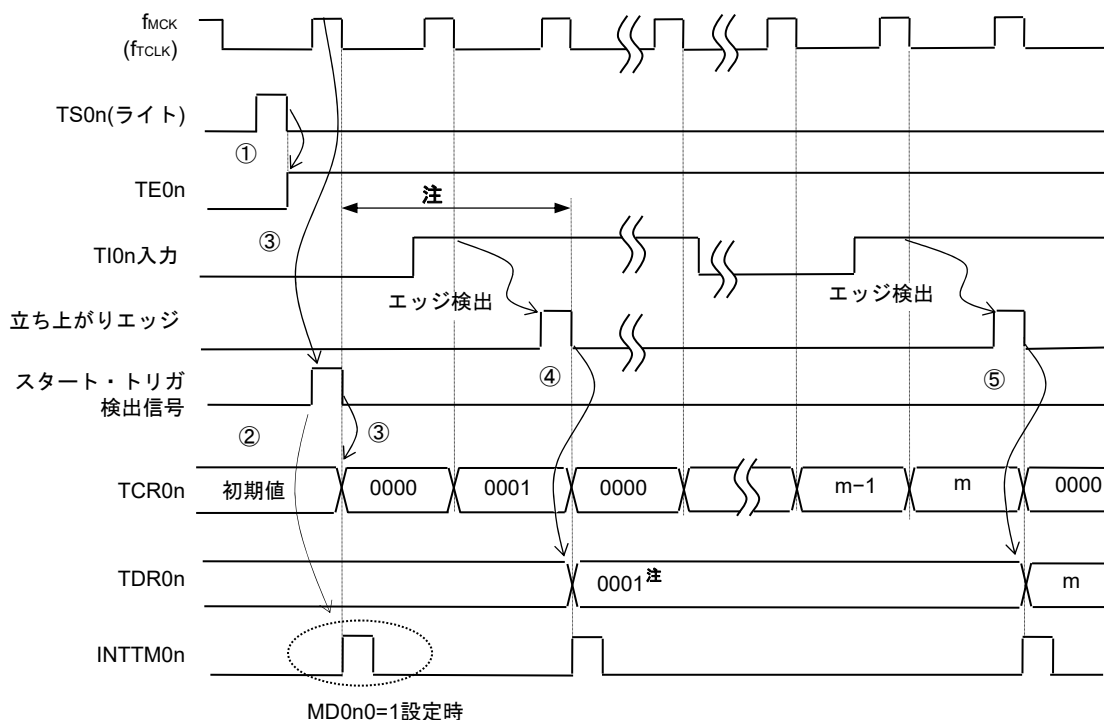 fMCK
(fTCLK)
TS0n(ライト)
①
TE0n
注
③
TI0n入力
エッジ検出
エッジ検出
立ち上がりエッジ
④
⑤
スタート・トリガ
検出信号
②
③
TCR0n
初期値
0000
0001
0000
m−1
m
0000
TDR0n
0001注
m
INTTM0n
MD0n0=1設定時